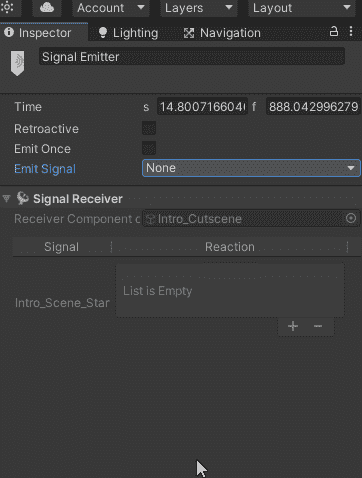 Account
Layers
Layout
Inspector
Lighting
Navigation
Signal Emitter
Time
s
14.8007166046
f
888.042996279
Retroactive
Emit Once
Emit Signal
None
Signal Receiver
Receiver Component o
Intro_Cutscene
Signal
Reaction
List is Empty
Intro_Scene_Star